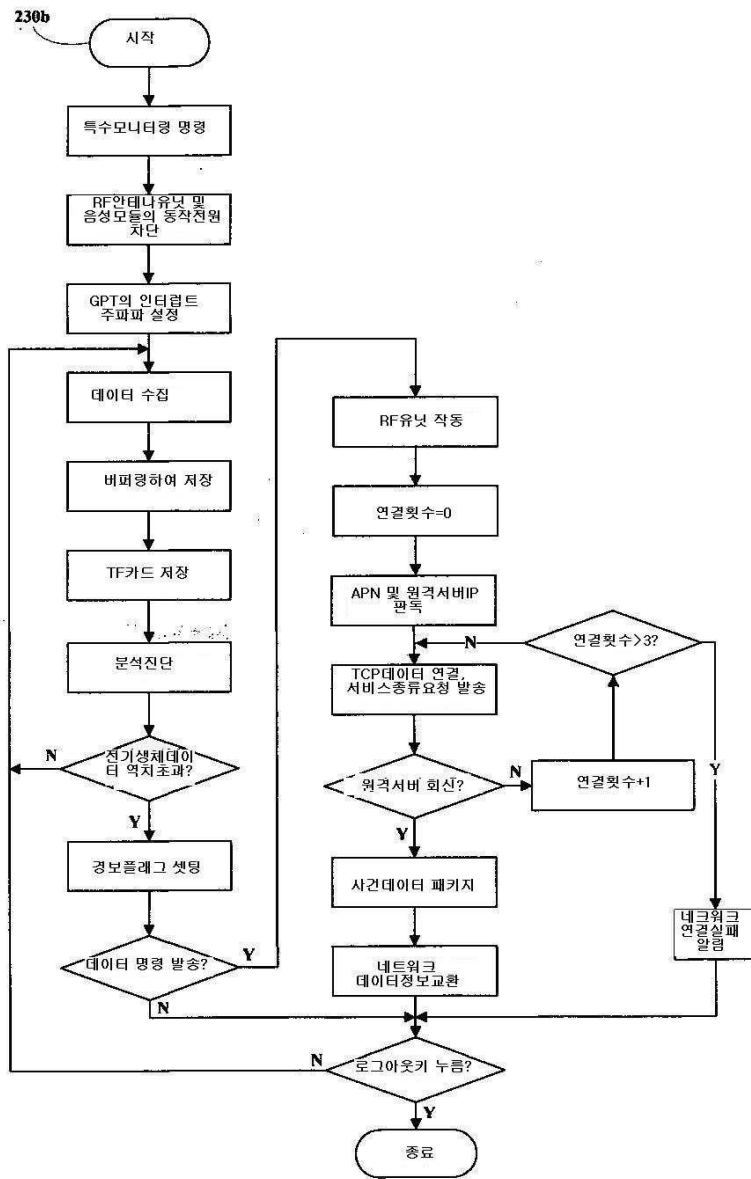 230b
시작
특수모니터링 명령
RF안테나유닛 및
음성모듈의 동작전원
차단
GPT의 인터럽트
주파파 설정
데이터 수집
버퍼링하여 저장
TF카드 저장
분석진단
N
전기생체데이
터 역치초과?
Y
경보플래그 셋팅
데이터 명령 발송?
Y
N
RF유닛 작동
연결횟수=0
APN 및 원격서버IP
판독
N
연결횟수>3?
TCP데이터 연결,
서비스종류요청 발송
원격서버 회신?
N
연결횟수+1
Y
Y
사건데이터 패키지
네크워크
연결실패
알림
네트워크
데이터정보교환
N
로그아웃키 누름?
Y
종료